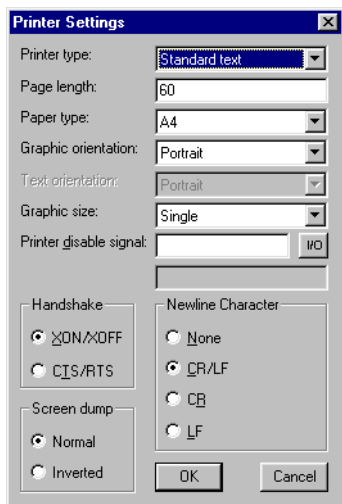 Printer Settings
Printer type: Standard text
Page length: 60
Paper type: A4
Graphic orientation: Portrait
Text orientation: Portrait
Graphic size: Single
Printer disable signal: I/O
Handshake
XON/XOFF
CTS/RTS
Newline Character
None
CR/LF
CR
LF
Screen dump
Normal
Inverted
OK Cancel